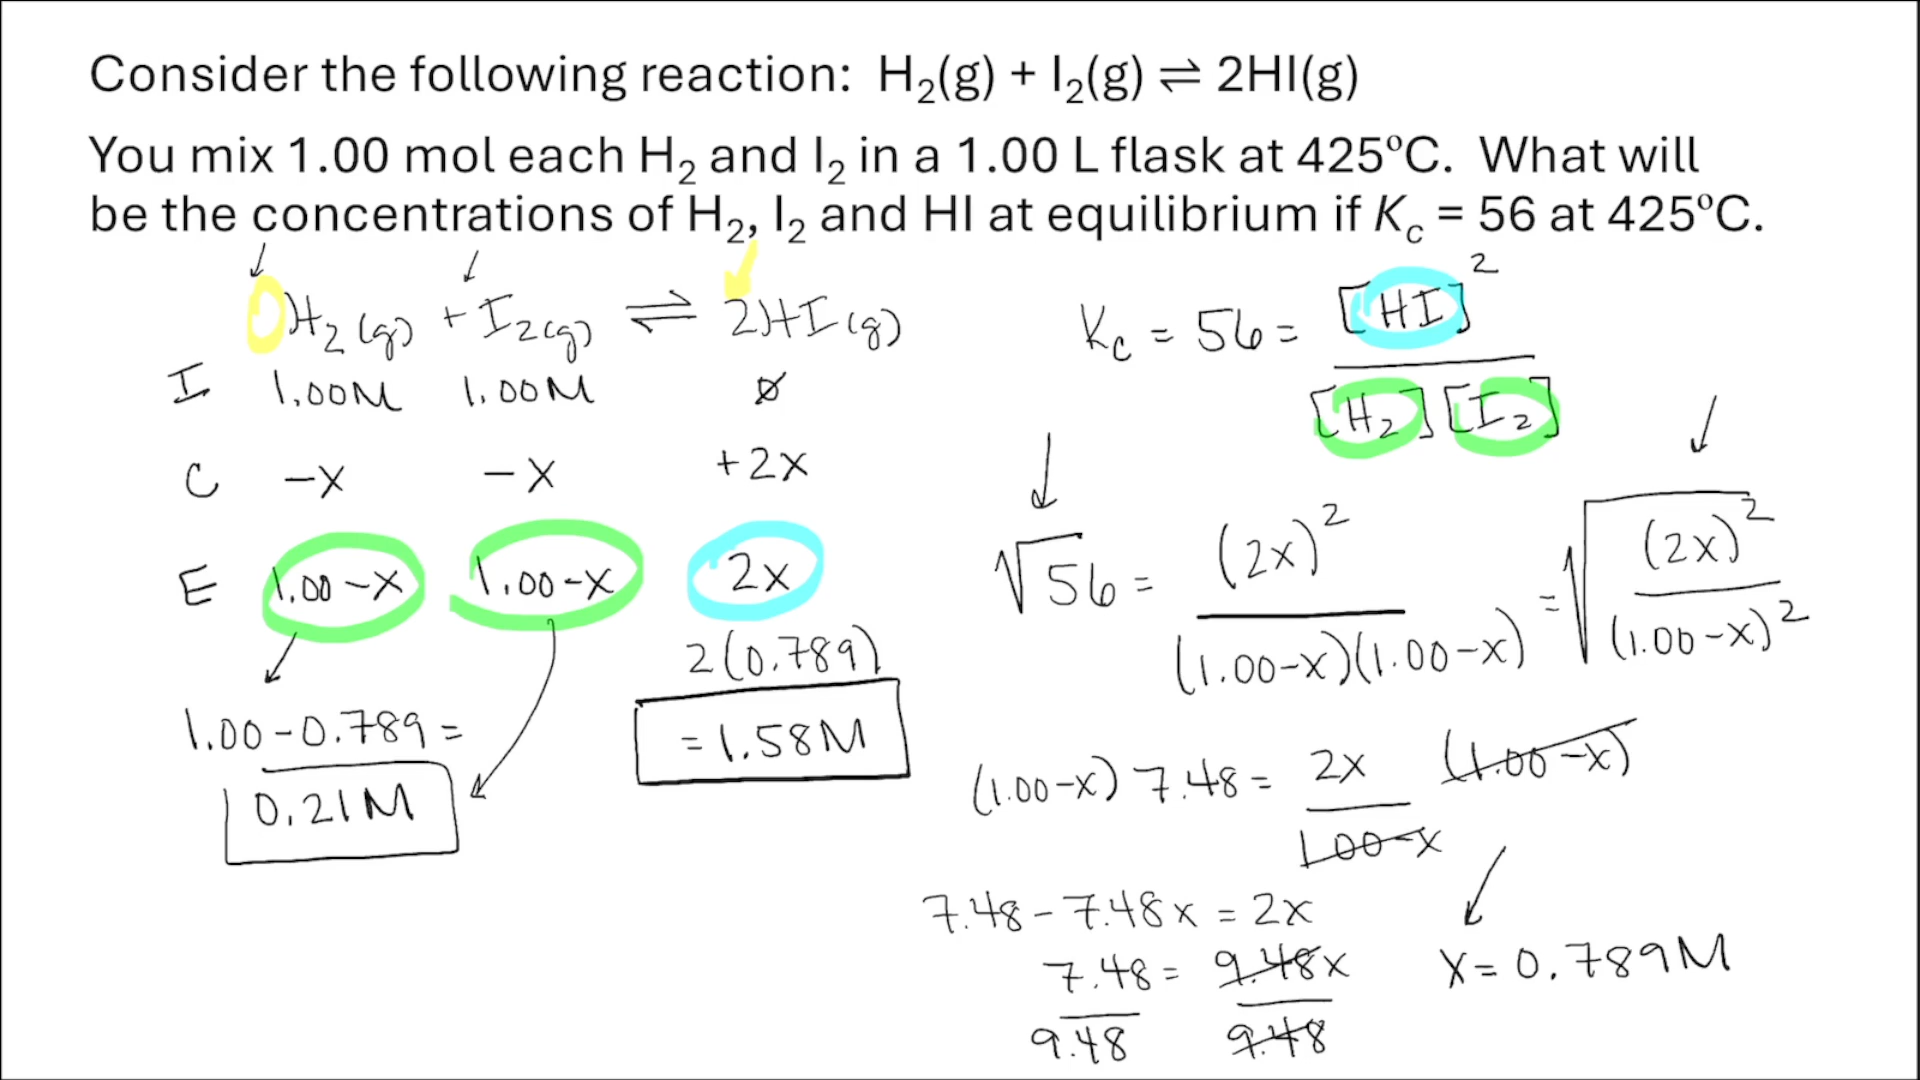 Consider the following reaction: H₂(g) + I₂(g) ⇌ 2HI(g)
You mix 1.00 mol each H₂ and I₂ in a 1.00 L flask at 425ºC. What will
be the concentrations of H₂, I₂ and HI at equilibrium if Kc = 56 at 425ºC.
H₂(g) + I₂(g) ⇌ 2HI(g)
I 1.00M 1.00M ∅
C -x -x +2x
E 1.00-x 1.00-x 2x
1.00-0.789 =
0.21M
2(0.789)
= 1.58M
Kc = 56 = [HI]² / [H₂][I₂]
√56 = (2x)² / (1.00-x)(1.00-x) = √((2x)² / (1.00-x)²)
(1.00-x) 7.48 = 2x / 1.00-x (1.00-x)
7.48 - 7.48x = 2x
7.48 = 9.48x
9.48 9.48
x = 0.789M